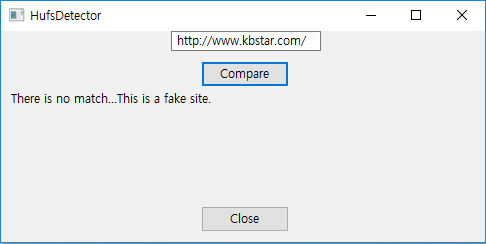 HufsDetector
http://www.kbstar.com/
Compare
There is no match...This is a fake site.
Close